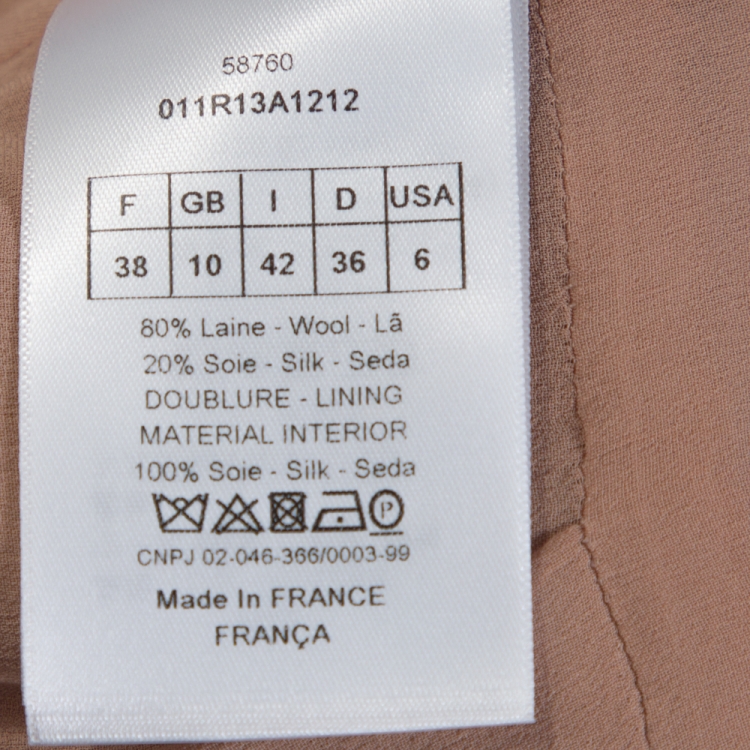 58760
011R13A1212
F GB I D USA
38 10 42 36 6
80% Laine - Wool - Lã
20% Soie - Silk - Seda
DOUBLURE - LINING
MATERIAL INTERIOR
100% Soie - Silk - Seda
P
CNPJ 02-046-366/0003-99
Made In FRANCE
FRANÇA